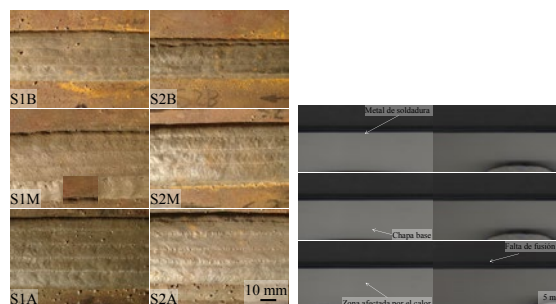 S1B
S2B
S1M
S2M
S1A
S2A
10 mm
Metal de soldadura
Chapa base
Falta de fusión
Zona afectada por el calor
5 m